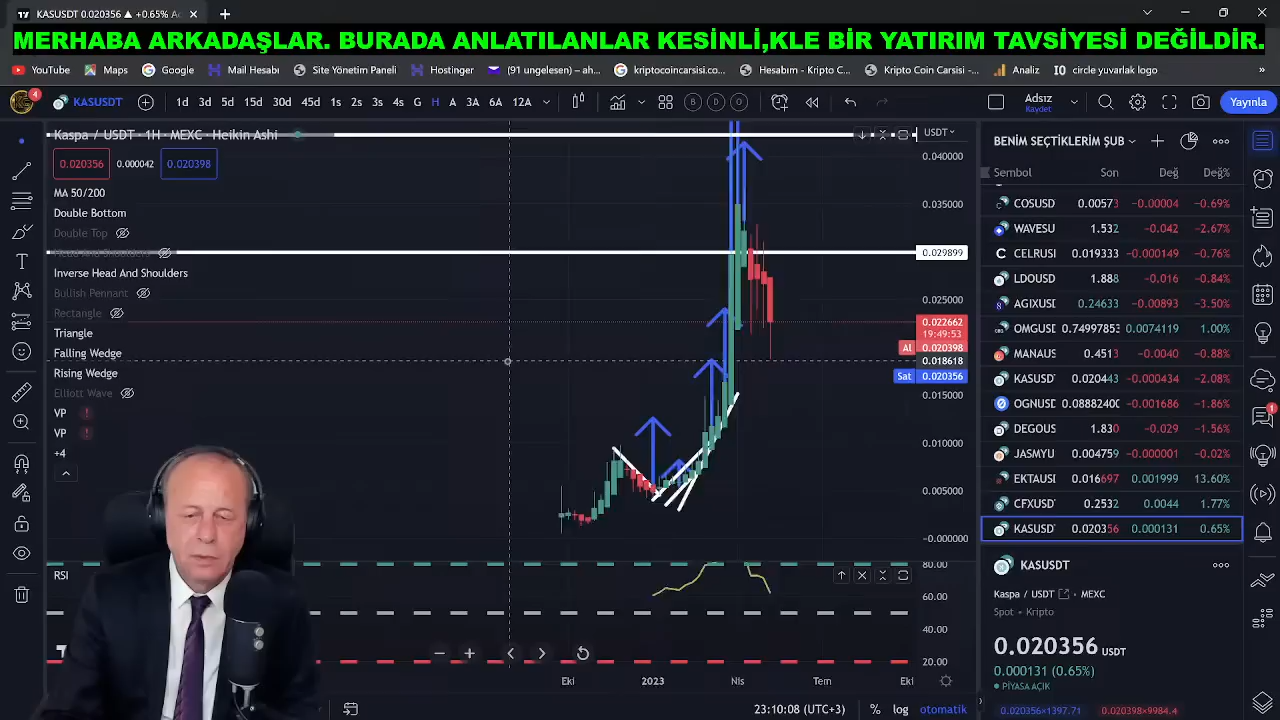 KASUSDT 0.020356 ▲ +0.65% Ad
MERHABA ARKADAŞLAR. BURADA ANLATILANLAR KESİNLİ,KLE BİR YATIRIM TAVSİYESİ DEĞİLDİR.
YouTube Maps Google Mail Hesabı Site Yönetim Paneli Hostinger (91 ungelesen) – ah... kriptocoincarsisi.co... Hesabım - Kripto C... Kripto Coin Carsisi -... Analiz circle yuvarlak logo
4 KASUSDT 1d 3d 5d 15d 30d 45d 1s 2s 3s 4s G H A 3A 6A 12A B D O Adsız Kaydet Yayınla
Kaspa / USDT · 1H · MEXC · Heikin Ashi
USDT
0.020356 0.000042 0.020398
MA 50/200
Double Bottom
Double Top
Head And Shoulders
Inverse Head And Shoulders
Bullish Pennant
Rectangle
Triangle
Falling Wedge
Rising Wedge
Elliott Wave
VP !
VP !
+4
0.040000
0.035000
0.029899
0.025000
0.022662
19:49:53
Al 0.020398
0.018618
Sat 0.020356
0.015000
0.010000
0.005000
-0.000000
RSI
80.00
60.00
40.00
20.00
Eki 2023 Nis Tem Eki
23:10:08 (UTC+3) % log otomatik
BENİM SEÇTİKLERİM ŞUB
Sembol Son Değ Değ%
COSUSD 0.00573 -0.00004 -0.69%
WAVESU 1.532 -0.042 -2.67%
CELRUSI 0.019333 -0.000149 -0.76%
LDOUSD 1.888 -0.016 -0.84%
AGIXUSI 0.24633 -0.00893 -3.50%
OMGUSI 0.74997853 0.0074119 1.00%
MANAUS 0.4513 -0.0040 -0.88%
KASUSD 0.020443 -0.000434 -2.08%
OGNUSD 0.08882400 -0.001686 -1.86%
DEGOUS 1.830 -0.029 -1.56%
JASMYU 0.004759 -0.000001 -0.02%
EKTAUSI 0.016697 0.001999 13.60%
CFXUSD 0.2532 0.0044 1.77%
KASUSD 0.020356 0.000131 0.65%
KASUSDT
Kaspa / USDT · MEXC
Spot • Kripto
0.020356 USDT
0.000131 (0.65%)
PİYASA AÇIK
0.020356×1397.71 0.020398×9984.4
1